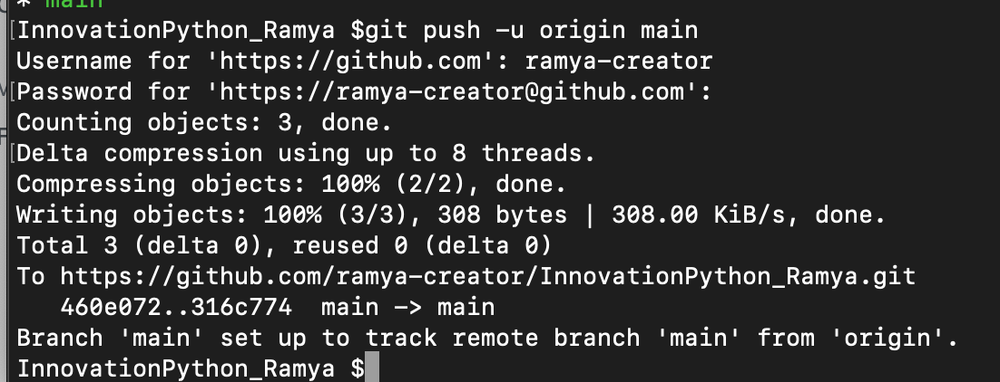 * main
InnovationPython_Ramya $git push -u origin main
Username for 'https://github.com': ramya-creator
Password for 'https://ramya-creator@github.com':
Counting objects: 3, done.
Delta compression using up to 8 threads.
Compressing objects: 100% (2/2), done.
Writing objects: 100% (3/3), 308 bytes | 308.00 KiB/s, done.
Total 3 (delta 0), reused 0 (delta 0)
To https://github.com/ramya-creator/InnovationPython_Ramya.git
   460e072..316c774  main -> main
Branch 'main' set up to track remote branch 'main' from 'origin'.
InnovationPython_Ramya $